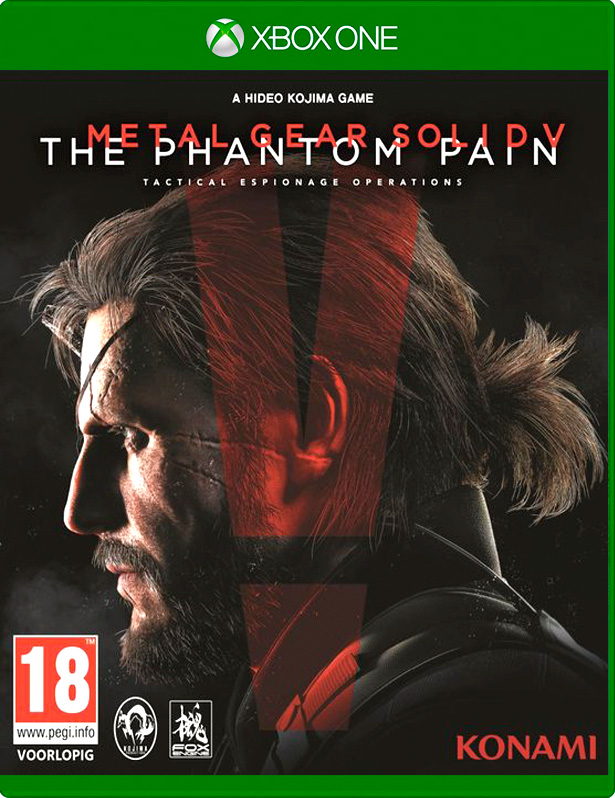 XBOX ONE
A HIDEO KOJIMA GAME
METAL GEAR SOLID V
THE PHANTOM PAIN
TACTICAL ESPIONAGE OPERATIONS
18
TM
www.pegi.info
VOORLOPIG
KOJIMA
FOX
ENGINE
KONAMI